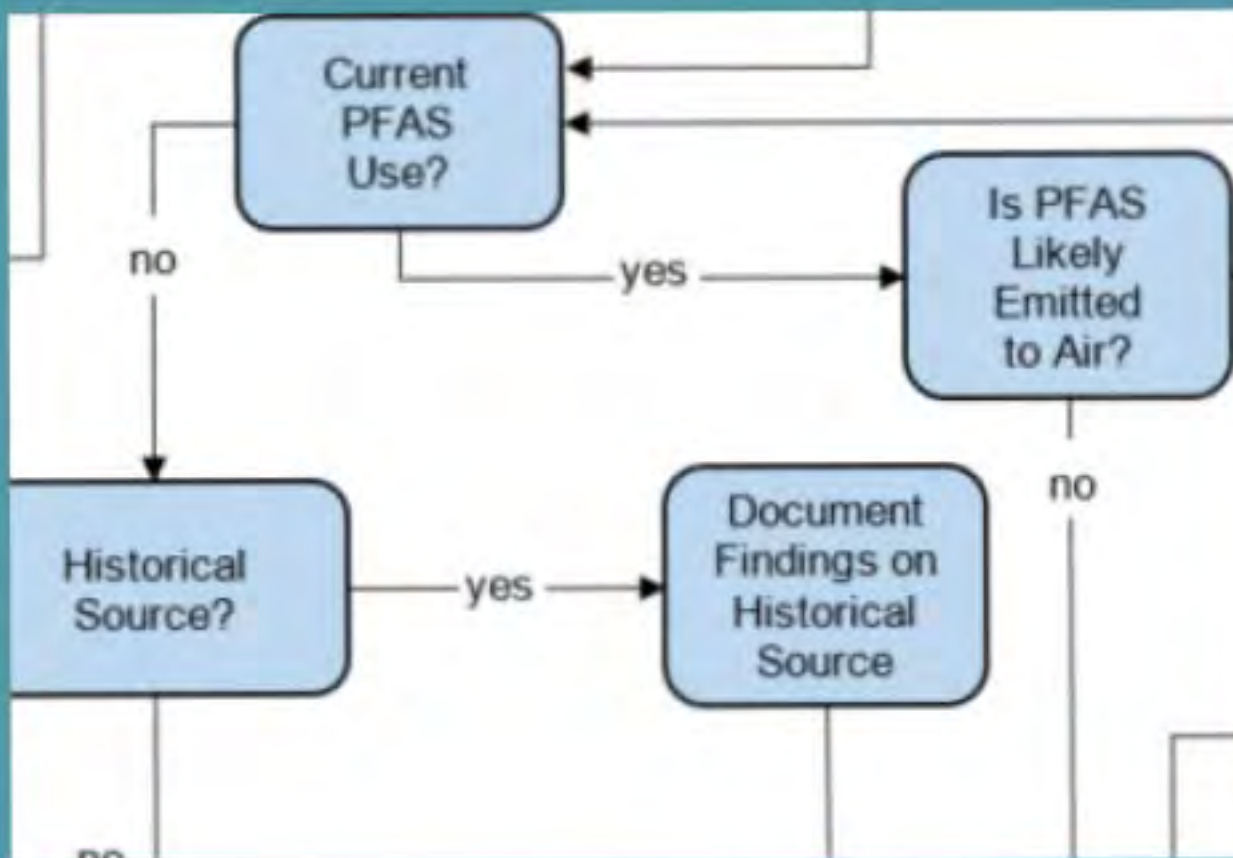 Current
PFAS
Use?
Is PFAS
Likely
Emitted
to Air?
no
yes
no
Historical
Source?
yes
Document
Findings on
Historical
Source
no